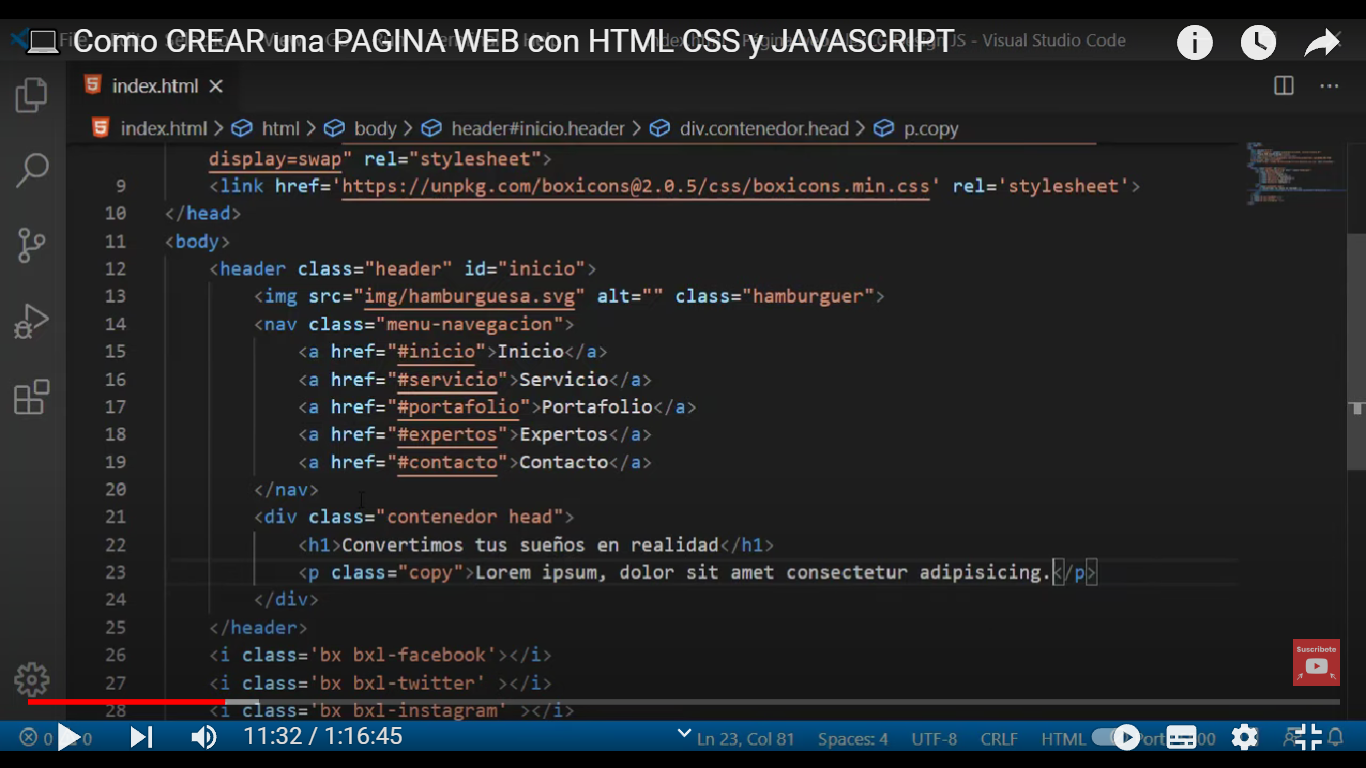 Como CREAR una PAGINA WEB con HTML CSS y JAVASCRIPT
JS - Visual Studio Code
index.html
index.html > html > body > header#inicio.header > div.contenedor.head > p.copy
display=swap" rel="stylesheet">
9 <link href='https://unpkg.com/boxicons@2.0.5/css/boxicons.min.css' rel='stylesheet'>
10 </head>
11 <body>
12 <header class="header" id="inicio">
13 <img src="img/hamburguesa.svg" alt="" class="hamburguer">
14 <nav class="menu-navegacion">
15 <a href="#inicio">Inicio</a>
16 <a href="#servicio">Servicio</a>
17 <a href="#portafolio">Portafolio</a>
18 <a href="#expertos">Expertos</a>
19 <a href="#contacto">Contacto</a>
20 </nav>
21 <div class="contenedor head">
22 <h1>Convertimos tus sueños en realidad</h1>
23 <p class="copy">Lorem ipsum, dolor sit amet consectetur adipisicing.</p>
24 </div>
25 </header>
26 <i class='bx bxl-facebook'></i>
27 <i class='bx bxl-twitter' ></i>
28 <i class='bx bxl-instagram' ></i>
Suscribete
0 0 11:32 / 1:16:45 Ln 23, Col 81 Spaces: 4 UTF-8 CRLF HTML